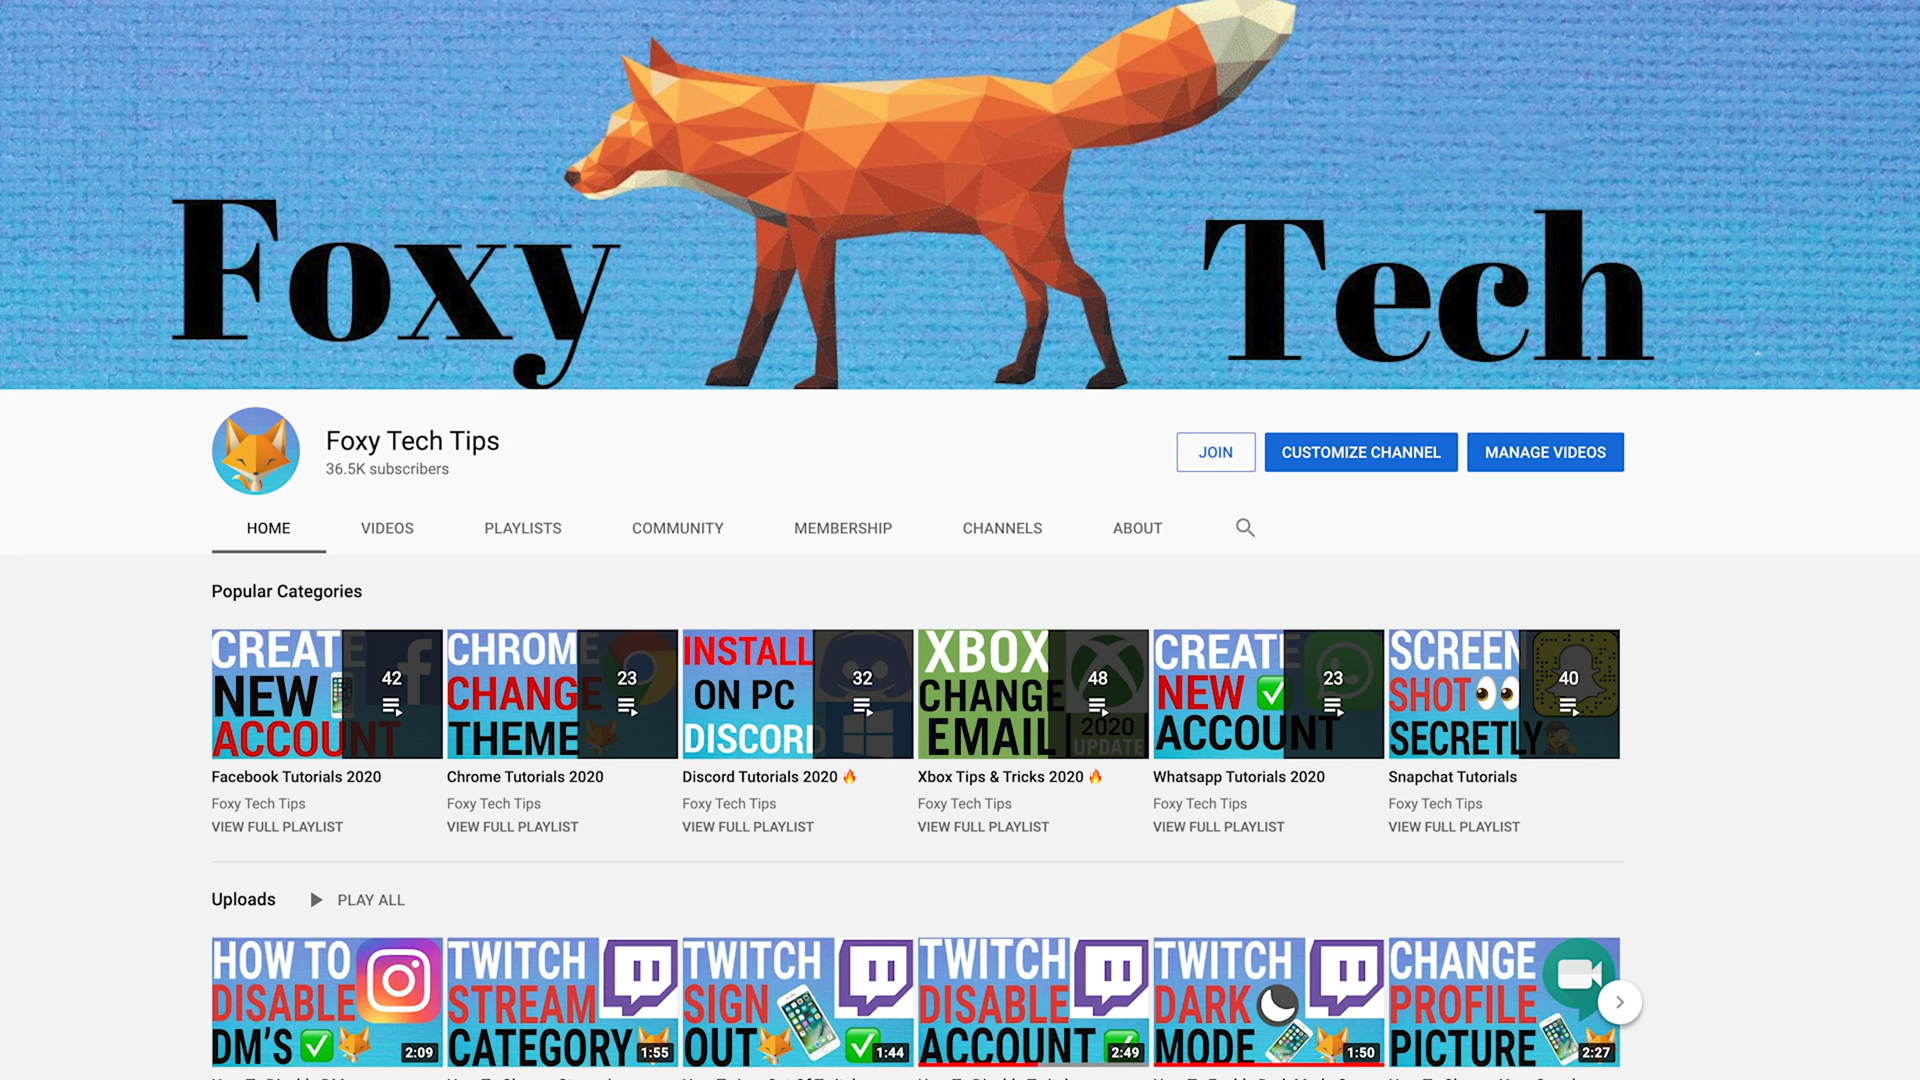 Foxy Tech
Foxy Tech Tips
36.5K subscribers
JOIN
CUSTOMIZE CHANNEL
MANAGE VIDEOS
HOME
VIDEOS
PLAYLISTS
COMMUNITY
MEMBERSHIP
CHANNELS
ABOUT
Popular Categories
CREATE
NEW
ACCOUNT
42
Facebook Tutorials 2020
Foxy Tech Tips
VIEW FULL PLAYLIST
CHROME
CHANGE
THEME
23
Chrome Tutorials 2020
Foxy Tech Tips
VIEW FULL PLAYLIST
INSTALL
ON PC
DISCORD
32
Discord Tutorials 2020 🔥
Foxy Tech Tips
VIEW FULL PLAYLIST
XBOX
CHANGE
EMAIL
2020
UPDATE
48
Xbox Tips & Tricks 2020 🔥
Foxy Tech Tips
VIEW FULL PLAYLIST
CREATE
NEW
ACCOUNT
23
Whatsapp Tutorials 2020
Foxy Tech Tips
VIEW FULL PLAYLIST
SCREEN
SHOT
SECRETLY
40
Snapchat Tutorials
Foxy Tech Tips
VIEW FULL PLAYLIST
Uploads
PLAY ALL
HOW TO
DISABLE
DM'S
2:09
TWITCH
STREAM
CATEGORY
1:55
TWITCH
SIGN
OUT
1:44
TWITCH
DISABLE
ACCOUNT
2:49
TWITCH
DARK
MODE
1:50
CHANGE
PROFILE
PICTURE
2:27